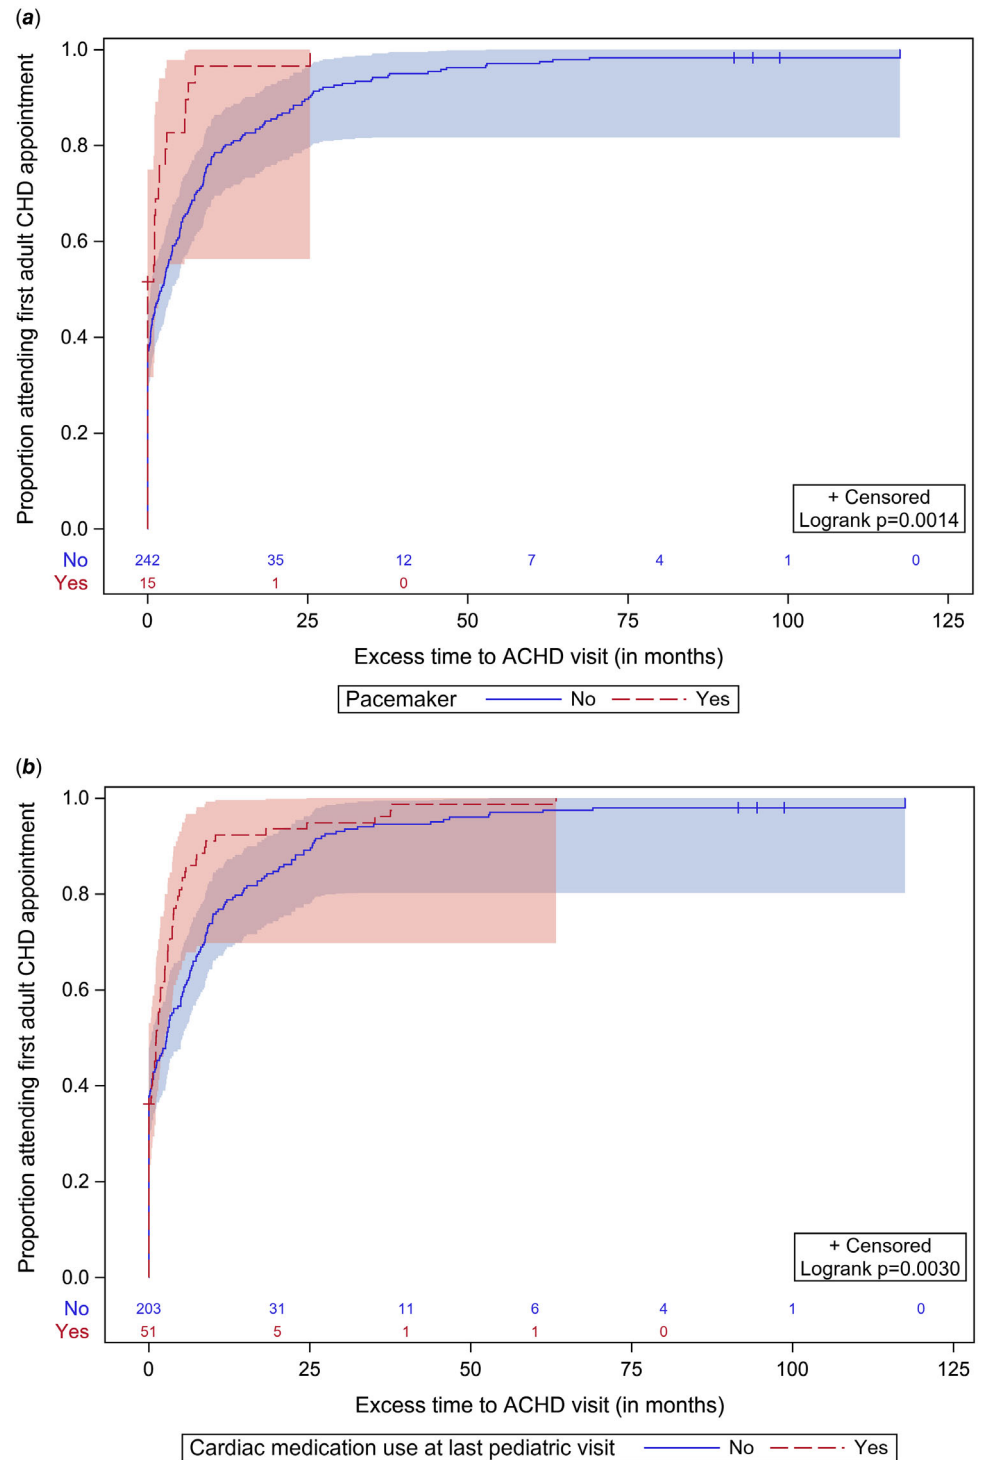 (a)
Proportion attending first adult CHD appointment
1.0
0.8
0.6
0.4
0.2
0.0
+ Censored
Logrank p=0.0014
No 242 35 12 7 4 1 0
Yes 15 1 0
0 25 50 75 100 125
Excess time to ACHD visit (in months)
Pacemaker No Yes
(b)
Proportion attending first adult CHD appointment
1.0
0.8
0.6
0.4
0.2
0.0
+ Censored
Logrank p=0.0030
No 203 31 11 6 4 1 0
Yes 51 5 1 1 0
0 25 50 75 100 125
Excess time to ACHD visit (in months)
Cardiac medication use at last pediatric visit No Yes